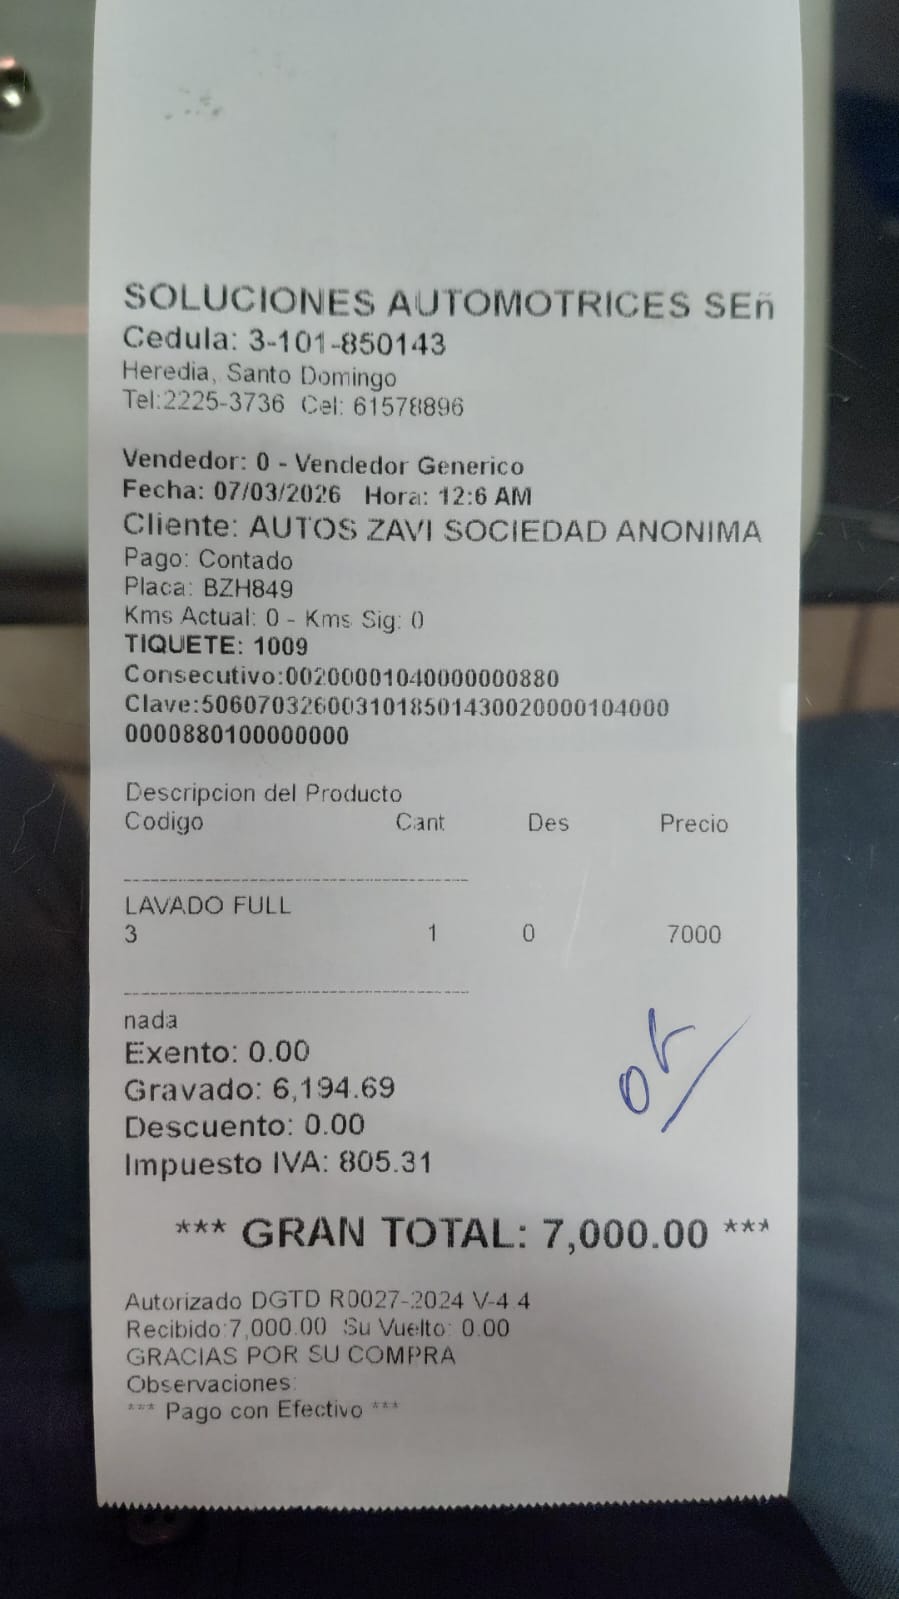 SOLUCIONES AUTOMOTRICES SEñ
Cedula: 3-101-850143
Heredia, Santo Domingo
Tel:2225-3736 Cel: 61578896
Vendedor: 0 - Vendedor Generico
Fecha: 07/03/2026 Hora: 12:6 AM
Cliente: AUTOS ZAVI SOCIEDAD ANONIMA
Pago: Contado
Placa: BZH849
Kms Actual: 0 - Kms Sig: 0
TIQUETE: 1009
Consecutivo:00200001040000000880
Clave:5060703260031018501430020000104000
0000880100000000
Descripcion del Producto
Codigo Cant Des Precio
LAVADO FULL
3 1 0 7000
nada
Exento: 0.00
Gravado: 6,194.69
Descuento: 0.00
Impuesto IVA: 805.31
ok
*** GRAN TOTAL: 7,000.00 ***
Autorizado DGTD R0027-2024 V-4.4
Recibido:7,000.00 Su Vuelto: 0.00
GRACIAS POR SU COMPRA
Observaciones:
*** Pago con Efectivo ***